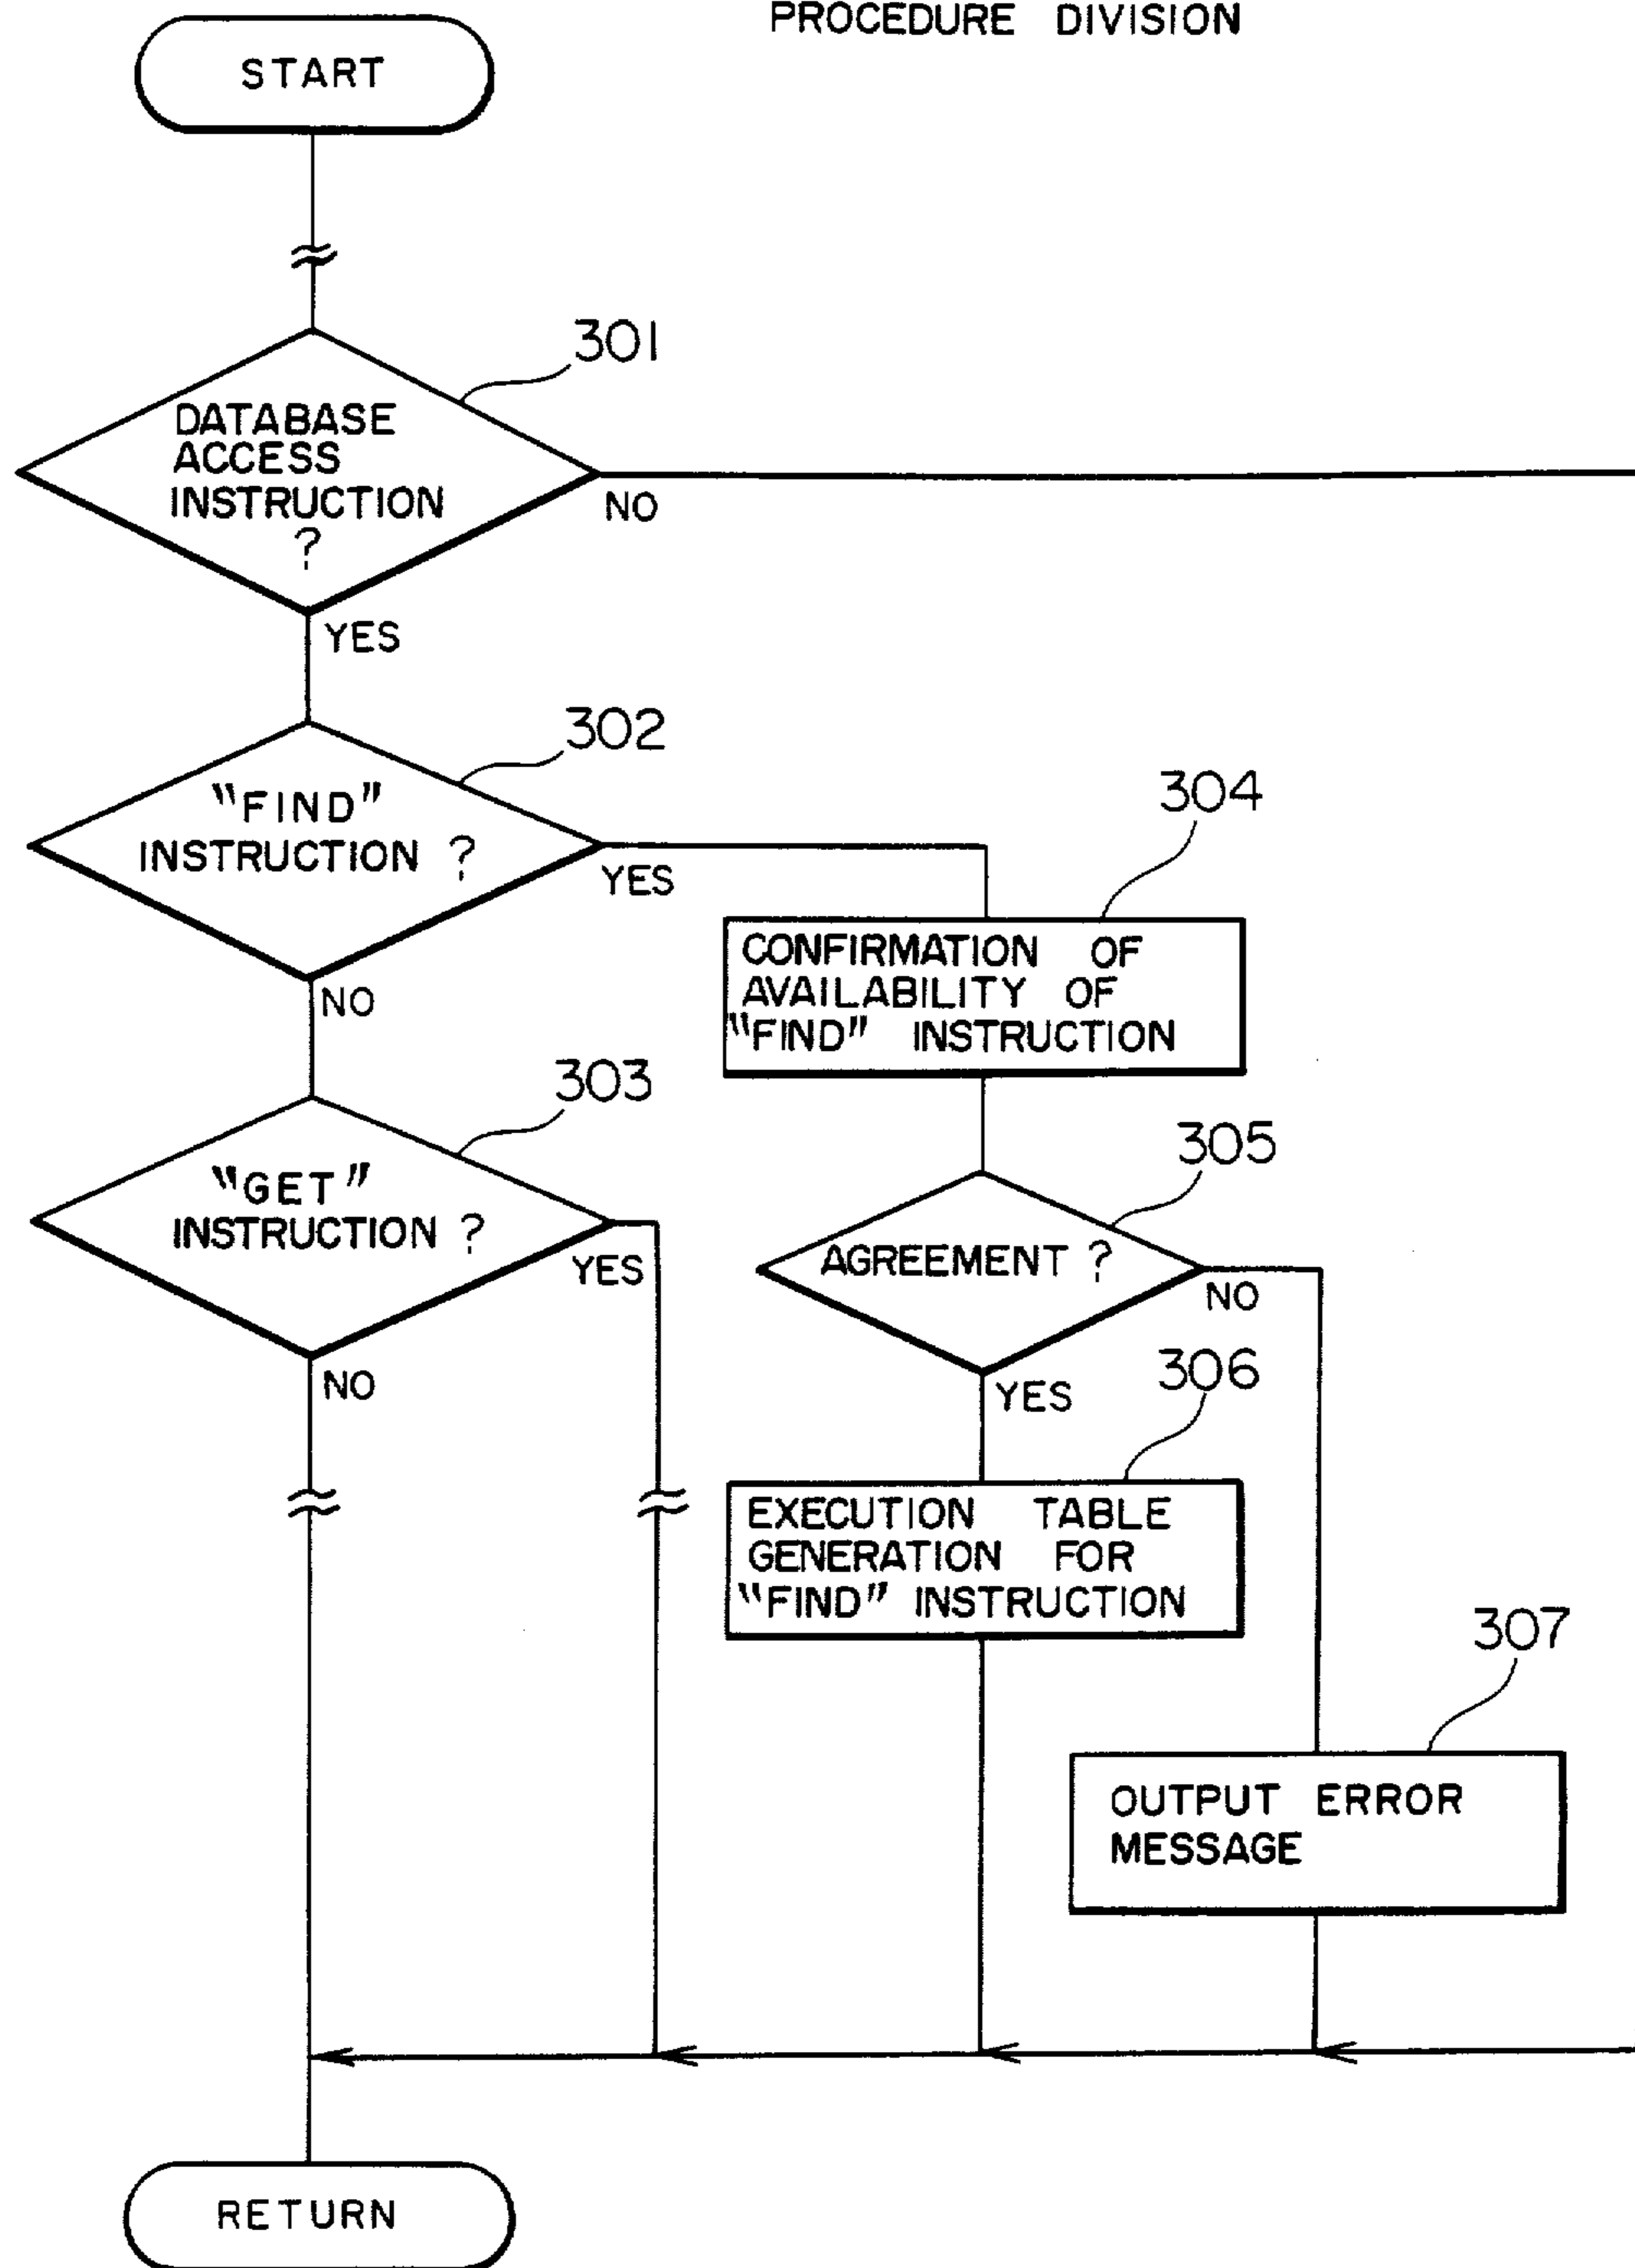 PROCEDURE DIVISION
START
301
DATABASE
ACCESS
INSTRUCTION
?
NO
YES
302
"FIND"
INSTRUCTION ?
YES
NO
304
CONFIRMATION OF
AVAILABILITY OF
"FIND" INSTRUCTION
303
"GET"
INSTRUCTION ?
YES
NO
305
AGREEMENT ?
NO
YES
306
EXECUTION TABLE
GENERATION FOR
"FIND" INSTRUCTION
307
OUTPUT ERROR
MESSAGE
RETURN